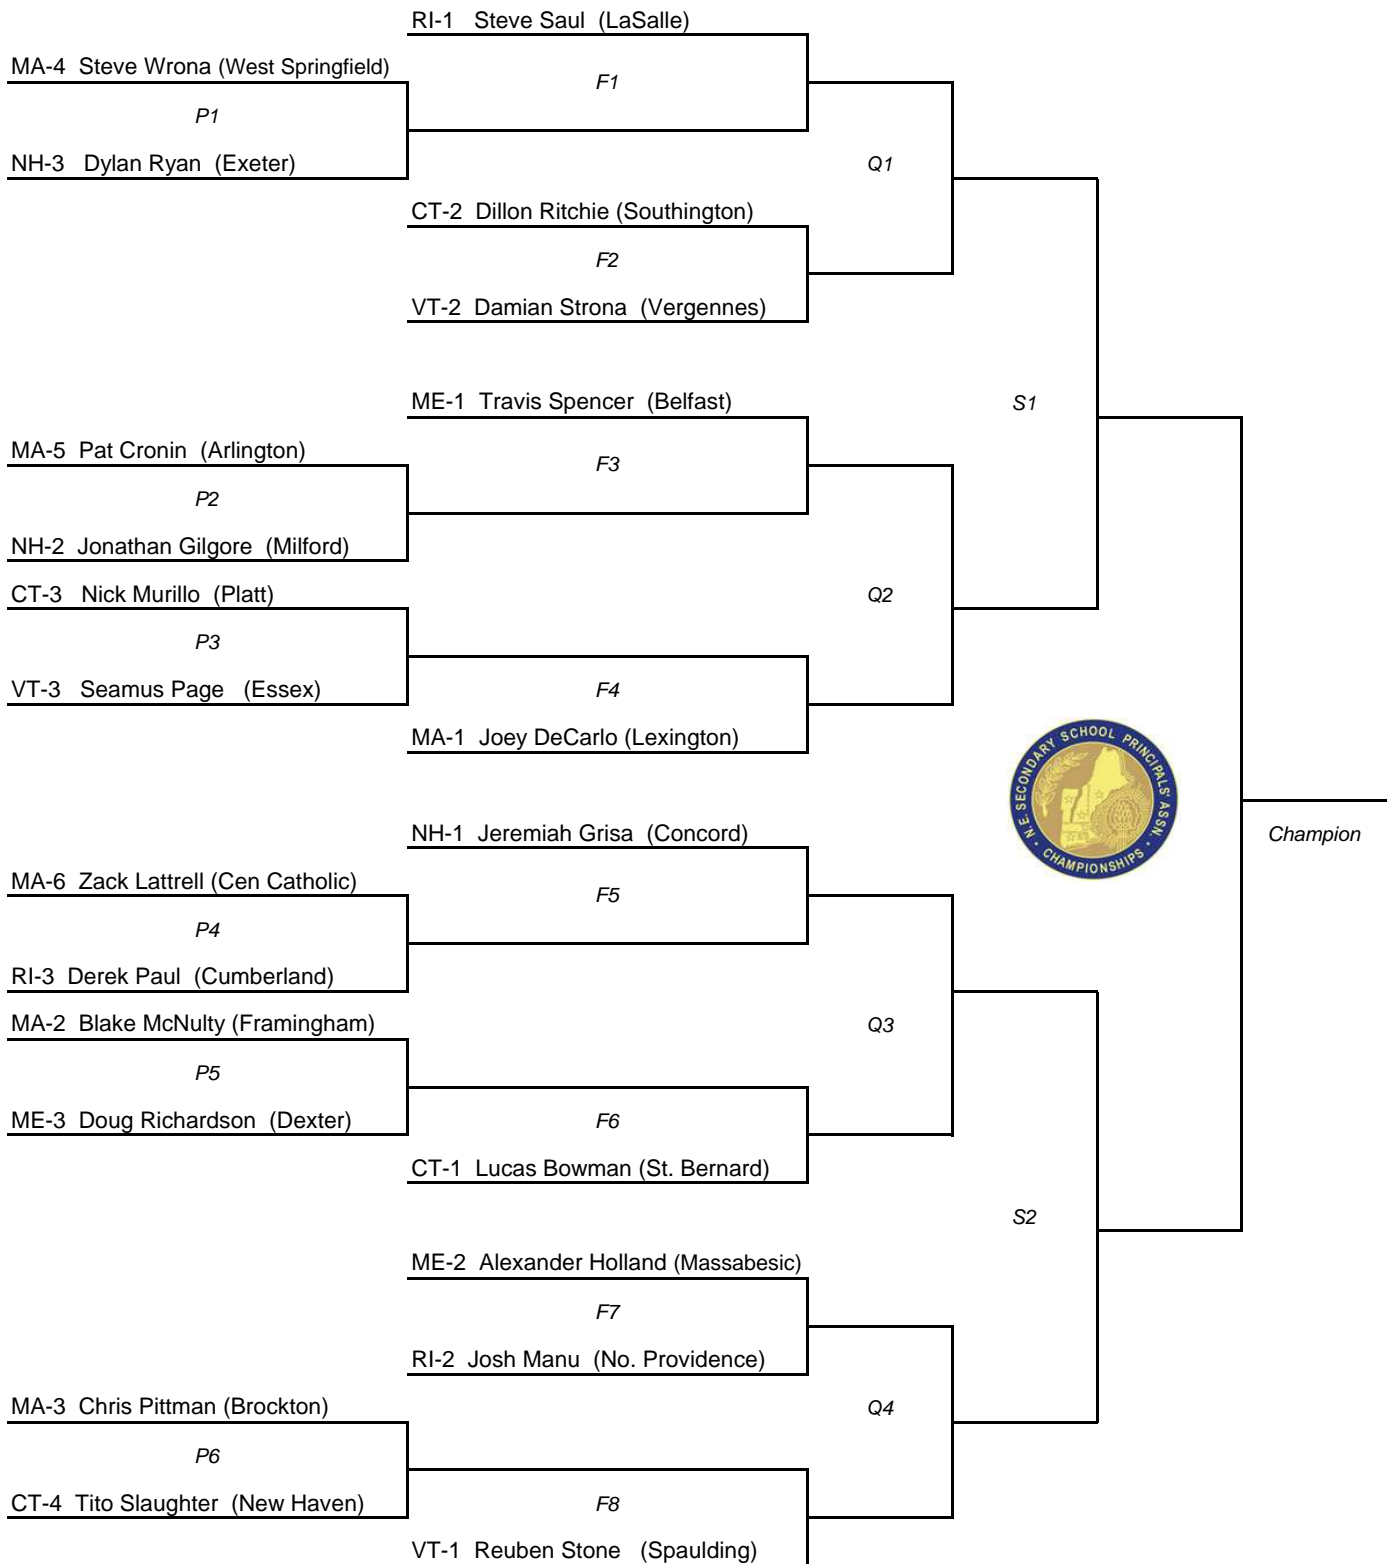 RI-1 Steve Saul (LaSalle)
MA-4 Steve Wrona (West Springfield)
F1
P1
NH-3 Dylan Ryan (Exeter)
Q1
CT-2 Dillon Ritchie (Southington)
F2
VT-2 Damian Strona (Vergennes)
ME-1 Travis Spencer (Belfast)
S1
MA-5 Pat Cronin (Arlington)
F3
P2
NH-2 Jonathan Gilgore (Milford)
CT-3 Nick Murillo (Platt)
Q2
P3
VT-3 Seamus Page (Essex)
F4
MA-1 Joey DeCarlo (Lexington)
N. E. SECONDARY SCHOOL PRINCIPALS' ASSN.
• CHAMPIONSHIPS •
NH-1 Jeremiah Grisa (Concord)
Champion
MA-6 Zack Lattrell (Cen Catholic)
F5
P4
RI-3 Derek Paul (Cumberland)
MA-2 Blake McNulty (Framingham)
Q3
P5
ME-3 Doug Richardson (Dexter)
F6
CT-1 Lucas Bowman (St. Bernard)
S2
ME-2 Alexander Holland (Massabesic)
F7
RI-2 Josh Manu (No. Providence)
MA-3 Chris Pittman (Brockton)
Q4
P6
CT-4 Tito Slaughter (New Haven)
F8
VT-1 Reuben Stone (Spaulding)